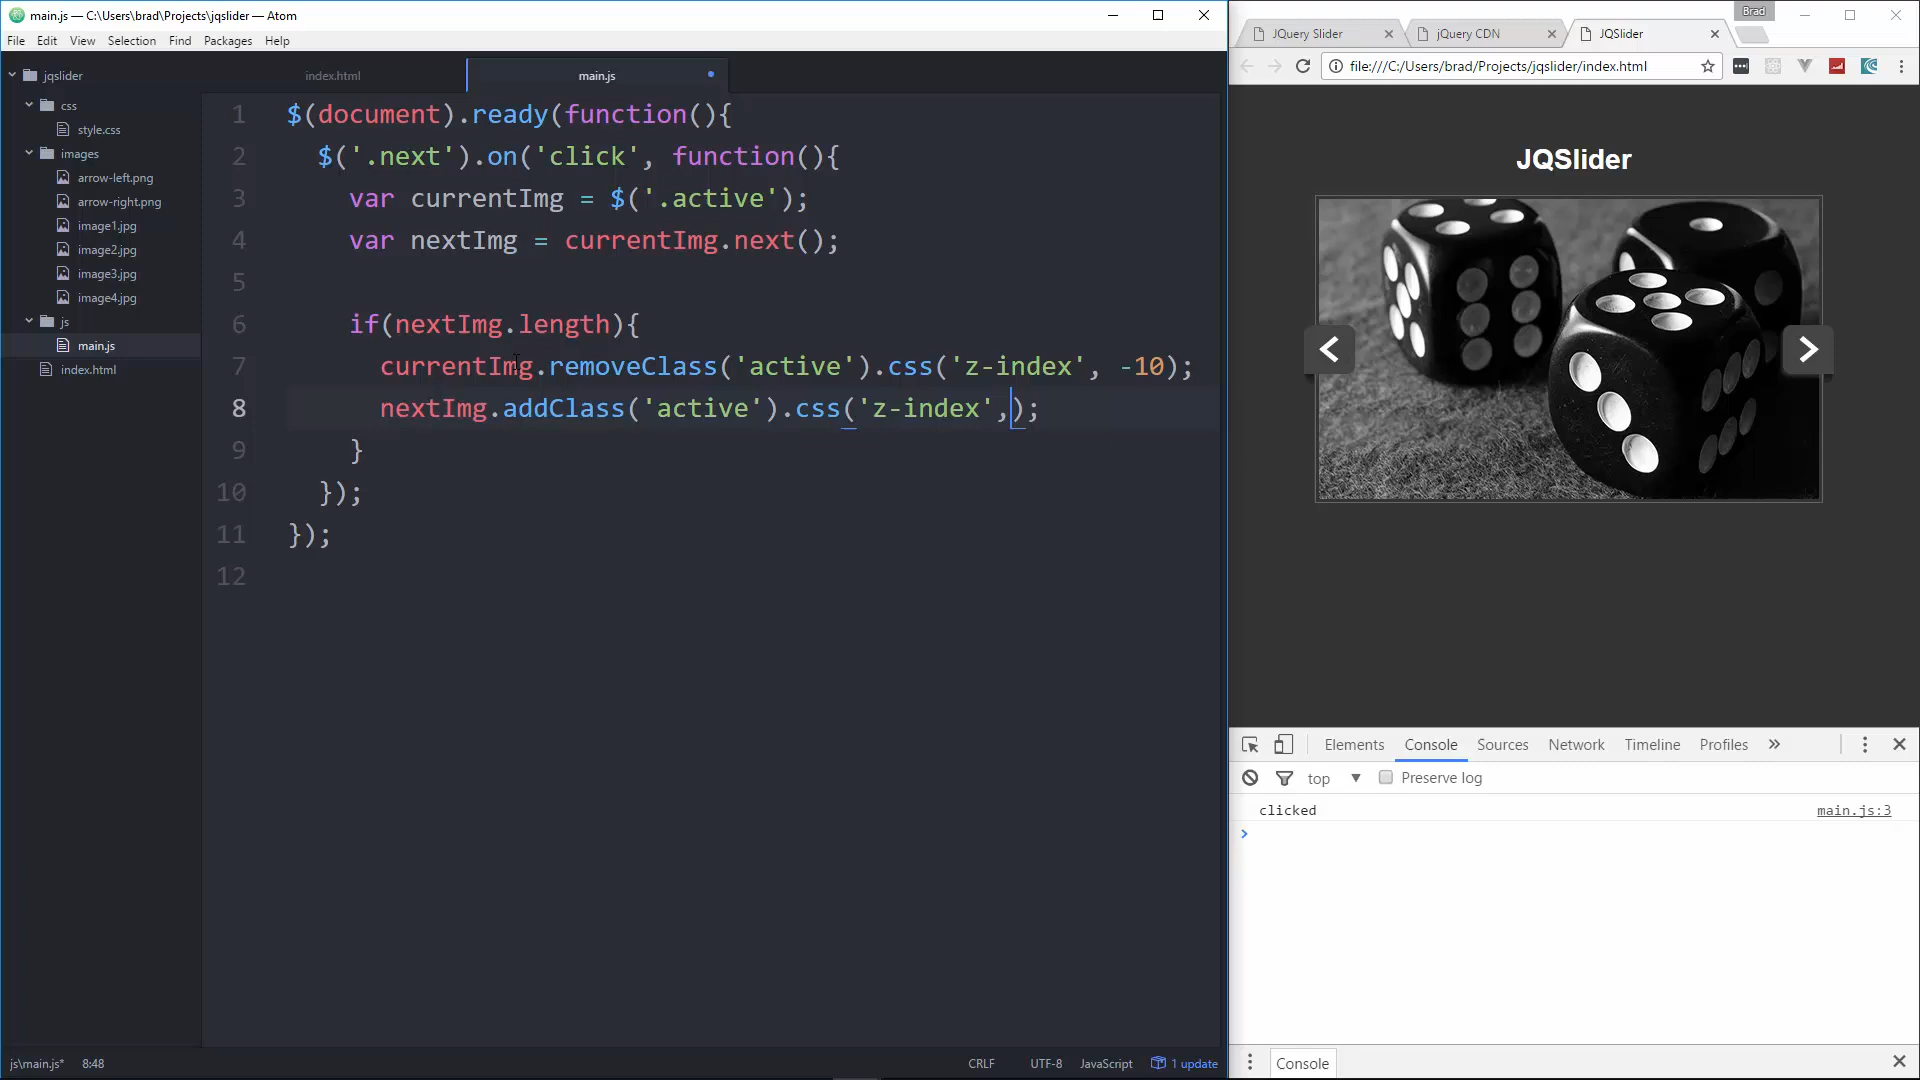 main.js — C:\Users\brad\Projects\jqslider — Atom
File Edit View Selection Find Packages Help
jqslider
css
style.css
images
arrow-left.png
arrow-right.png
image1.jpg
image2.jpg
image3.jpg
image4.jpg
js
main.js
index.html
index.html main.js
1 $(document).ready(function(){
2 $('.next').on('click', function(){
3 var currentImg = $('.active');
4 var nextImg = currentImg.next();
5
6 if(nextImg.length){
7 currentImg.removeClass('active').css('z-index', -10);
8 nextImg.addClass('active').css('z-index',);
9 }
10 });
11 });
12
js\main.js* 8:48 CRLF UTF-8 JavaScript 1 update
Brad
JQuery Slider jQuery CDN JQSlider
file:///C:/Users/brad/Projects/jqslider/index.html
JQSlider
Elements Console Sources Network Timeline Profiles
top Preserve log
clicked main.js:3
Console